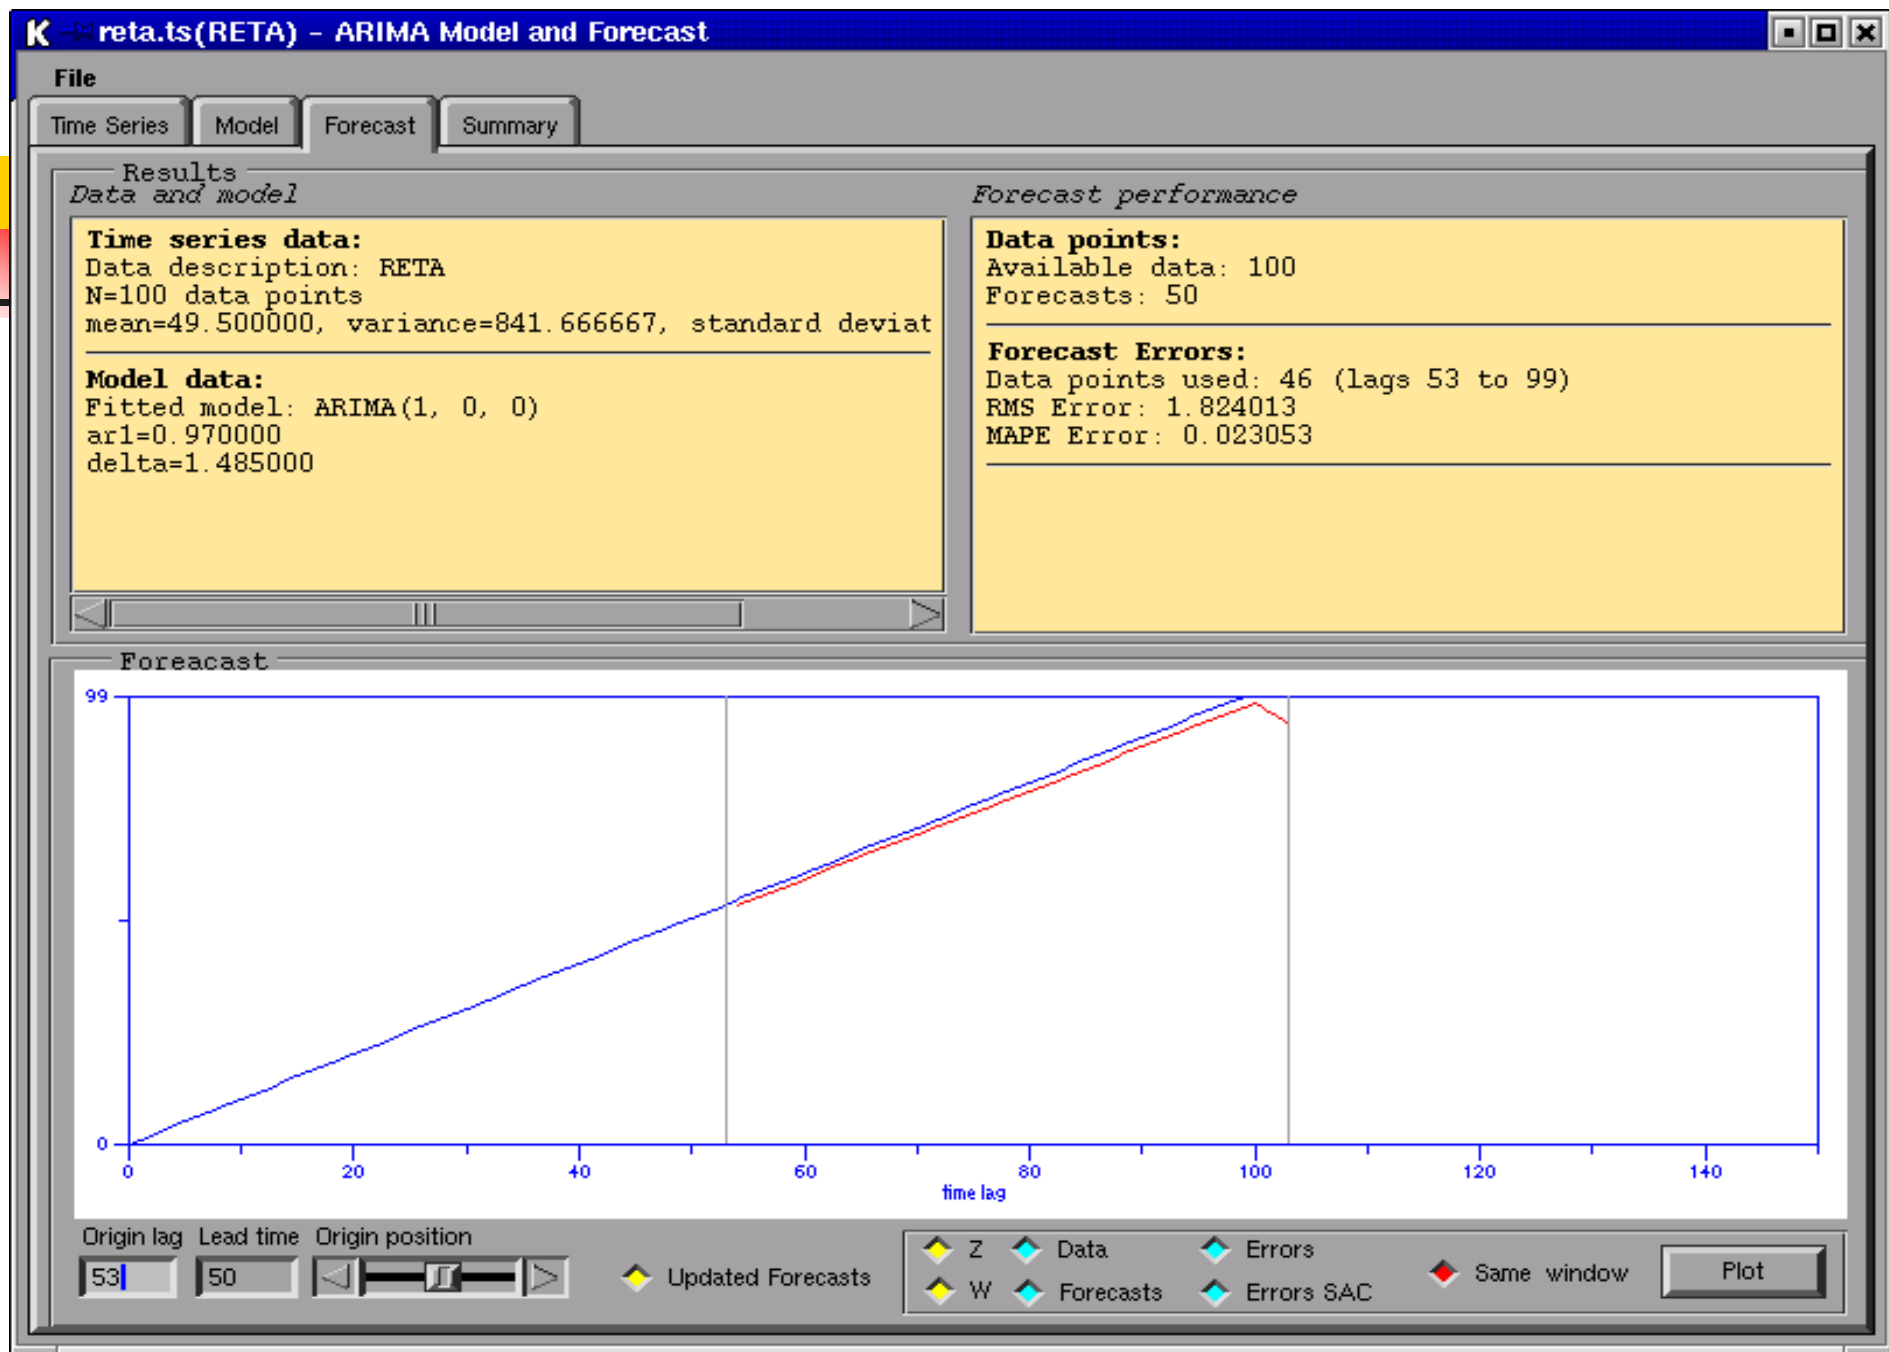 K reta.ts(RETA) - ARIMA Model and Forecast
File
Time Series Model Forecast Summary
Results
Data and model
Time series data:
Data description: RETA
N=100 data points
mean=49.500000, variance=841.666667, standard deviat
Model data:
Fitted model: ARIMA(1, 0, 0)
ar1=0.970000
delta=1.485000
Forecast performance
Data points:
Available data: 100
Forecasts: 50
Forecast Errors:
Data points used: 46 (lags 53 to 99)
RMS Error: 1.824013
MAPE Error: 0.023053
Foreacast
99
0
0 20 40 60 80 100 120 140
time lag
Origin lag Lead time Origin position
53 50
Updated Forecasts
Z Data Errors
W Forecasts Errors SAC
Same window
Plot